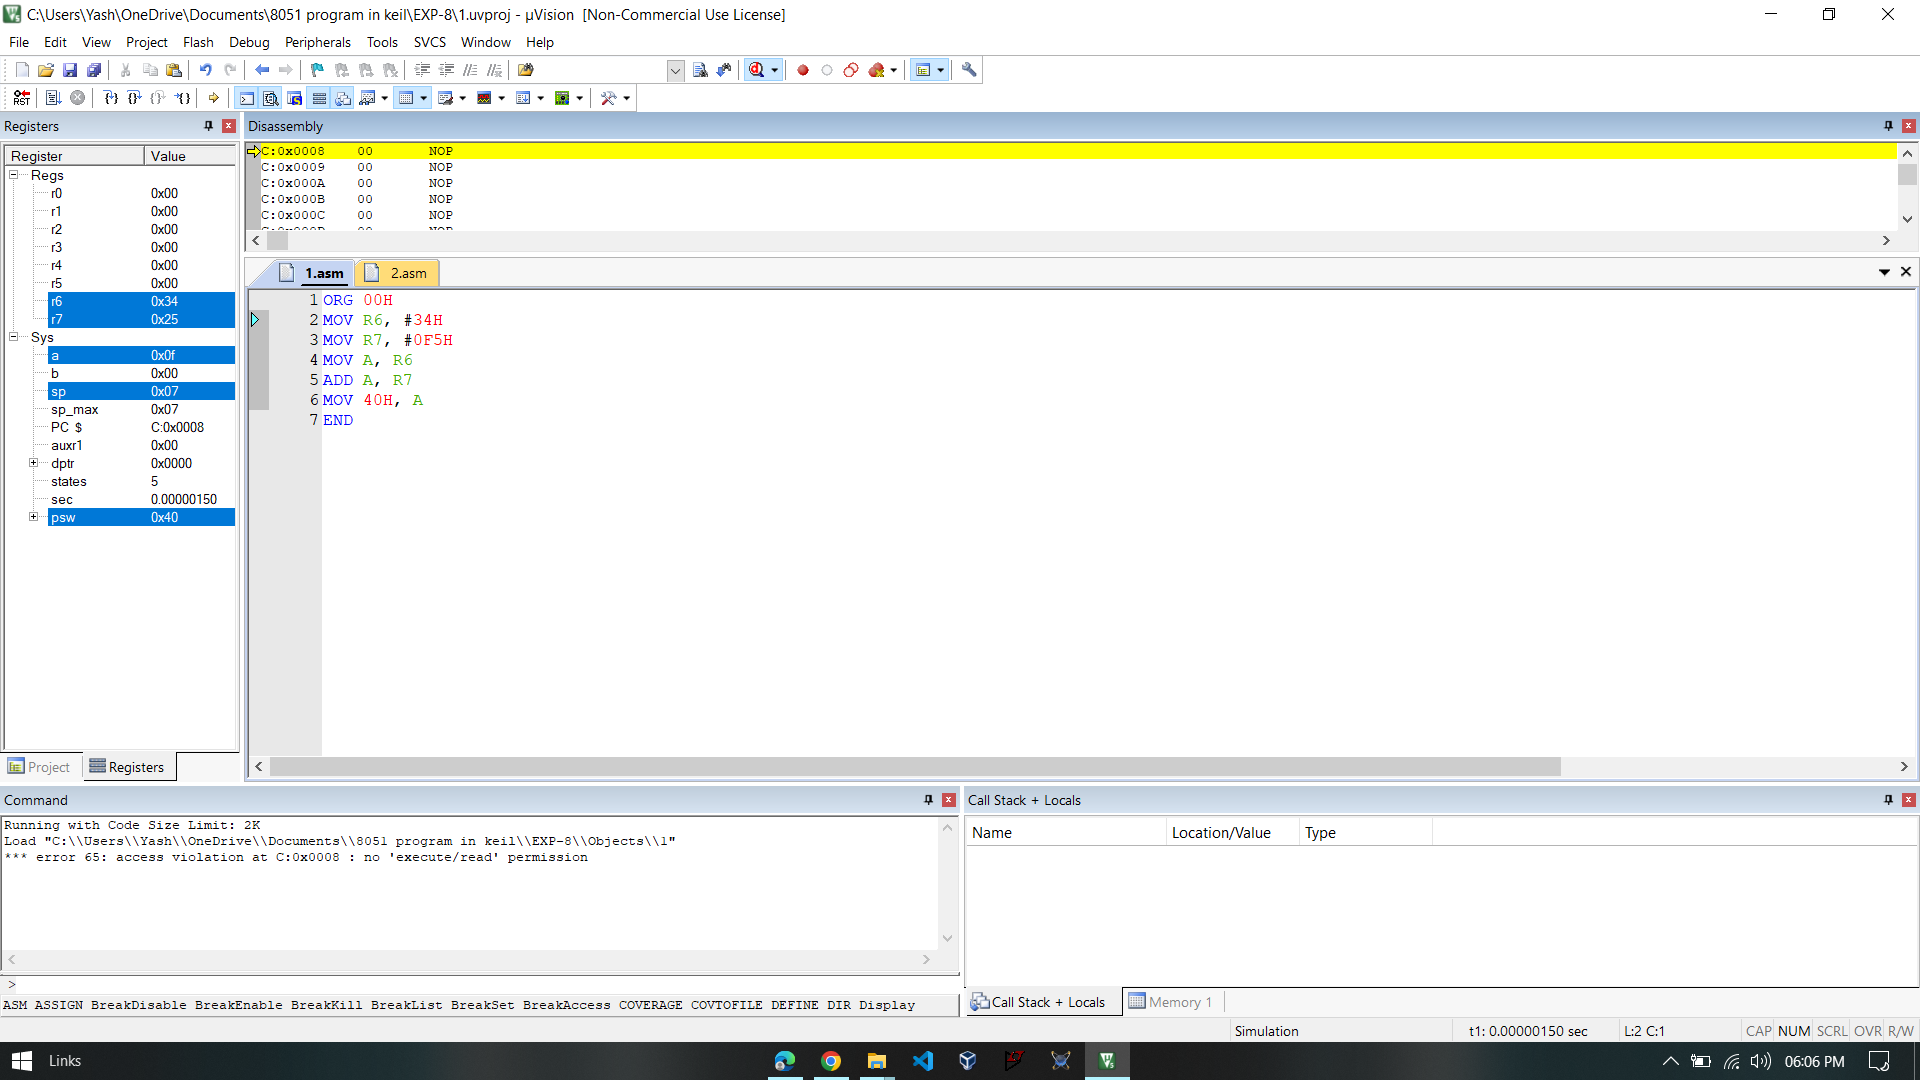 C:\Users\Yash\OneDrive\Documents\8051 program in keil\EXP-8\1.uvproj - µVision [Non-Commercial Use License]
File Edit View Project Flash Debug Peripherals Tools SVCS Window Help
Registers
Register Value
Regs
r0 0x00
r1 0x00
r2 0x00
r3 0x00
r4 0x00
r5 0x00
r6 0x34
r7 0x25
Sys
a 0x0f
b 0x00
sp 0x07
sp_max 0x07
PC $ C:0x0008
auxr1 0x00
dptr 0x0000
states 5
sec 0.00000150
psw 0x40
Project Registers
Disassembly
C:0x0008 00 NOP
C:0x0009 00 NOP
C:0x000A 00 NOP
C:0x000B 00 NOP
C:0x000C 00 NOP
1.asm 2.asm
1 ORG 00H
2 MOV R6, #34H
3 MOV R7, #0F5H
4 MOV A, R6
5 ADD A, R7
6 MOV 40H, A
7 END
Command
Running with Code Size Limit: 2K
Load "C:\\Users\\Yash\\OneDrive\\Documents\\8051 program in keil\\EXP-8\\Objects\\1"
*** error 65: access violation at C:0x0008 : no 'execute/read' permission
>
ASM ASSIGN BreakDisable BreakEnable BreakKill BreakList BreakSet BreakAccess COVERAGE COVTOFILE DEFINE DIR Display
Call Stack + Locals
Name Location/Value Type
Call Stack + Locals Memory 1
Simulation t1: 0.00000150 sec L:2 C:1 CAP NUM SCRL OVR R/W
Links 06:06 PM